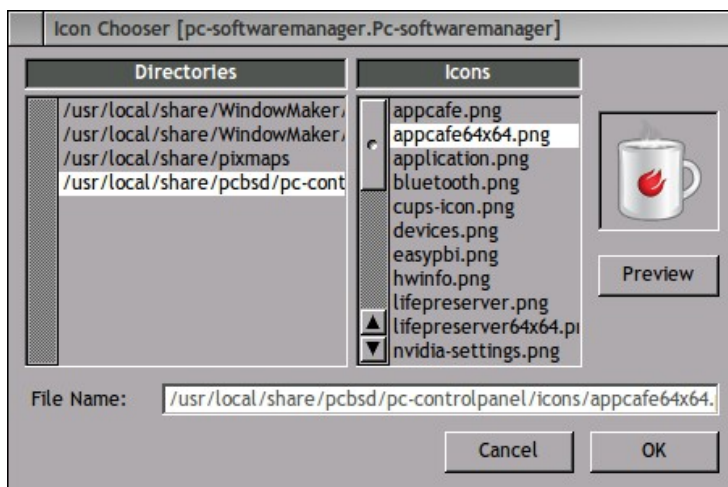 Icon Chooser [pc-softwaremanager.Pc-softwaremanager]
Directories
/usr/local/share/WindowMaker/
/usr/local/share/WindowMaker/
/usr/local/share/pixmaps
/usr/local/share/pcbsd/pc-cont
Icons
appcafe.png
appcafe64x64.png
application.png
bluetooth.png
cups-icon.png
devices.png
easypbi.png
hwinfo.png
lifepreserver.png
lifepreserver64x64.p
nvidia-settings.png
Preview
File Name: /usr/local/share/pcbsd/pc-controlpanel/icons/appcafe64x64.
Cancel OK